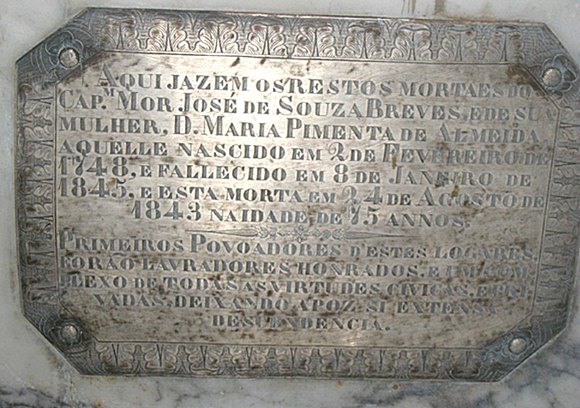 AQUI JAZEM OS RESTOS MORTAES DO
CAP.M MOR JOSÉ DE SOUZA BREVES, E DE SUA
MULHER, D. MARIA PIMENTA DE ALMEIDA,
AQUELLE NASCIDO EM 2 DE FEVEREIRO DE
1748, E FALLECIDO EM 8 DE JANEIRO DE
1845, E ESTA MORTA EM 24 DE AGOSTO DE
1843 NA IDADE, DE 75 ANNOS.
PRIMEIROS POVOADORES D'ESTES LOGARES,
FORÃO LAVRADORES HONRADOS, E UM COM
PLEXO DE TODAS AS VIRTUDES CIVICAS, E PRI
VADAS, DEIXANDO APOZ SI EXTENSA
DESCENDENCIA.